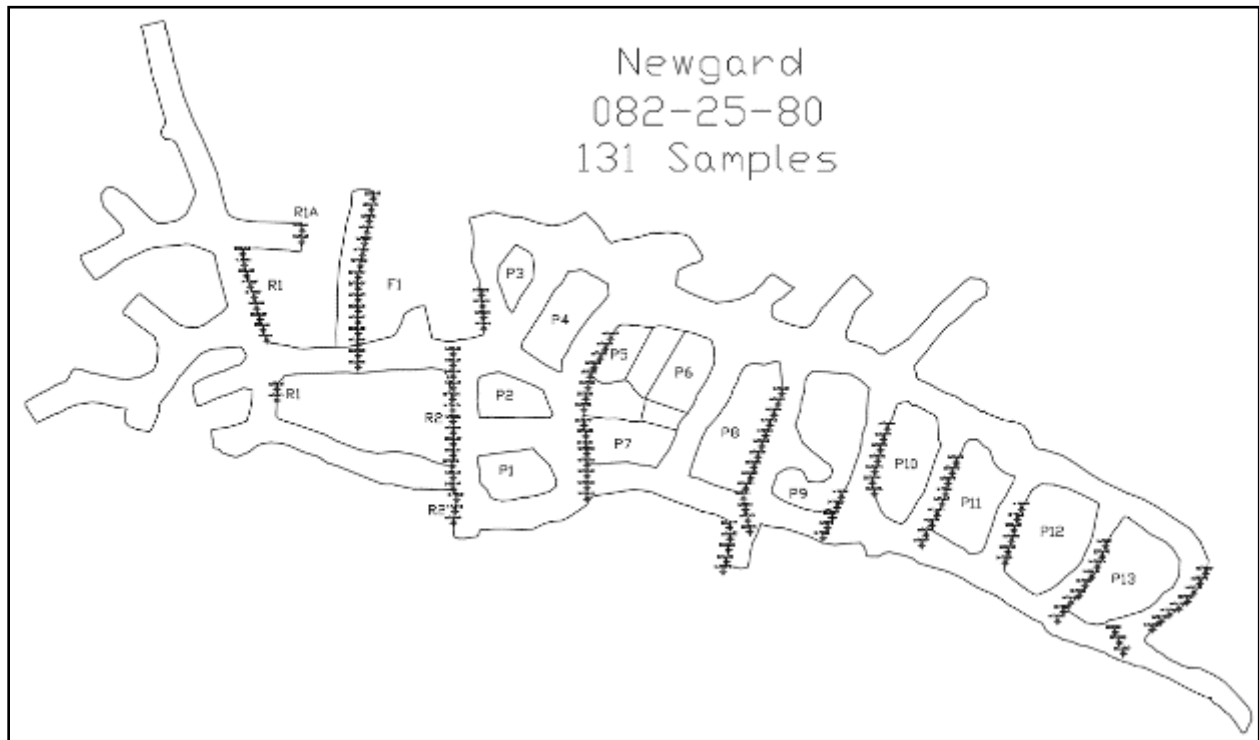 Newgard
082-25-80
131 Samples
R1A
R1
F1
P3
P4
P5
P6
R1
P2
R2
P7
P8
P1
P9
P10
R2
P11
P12
P13